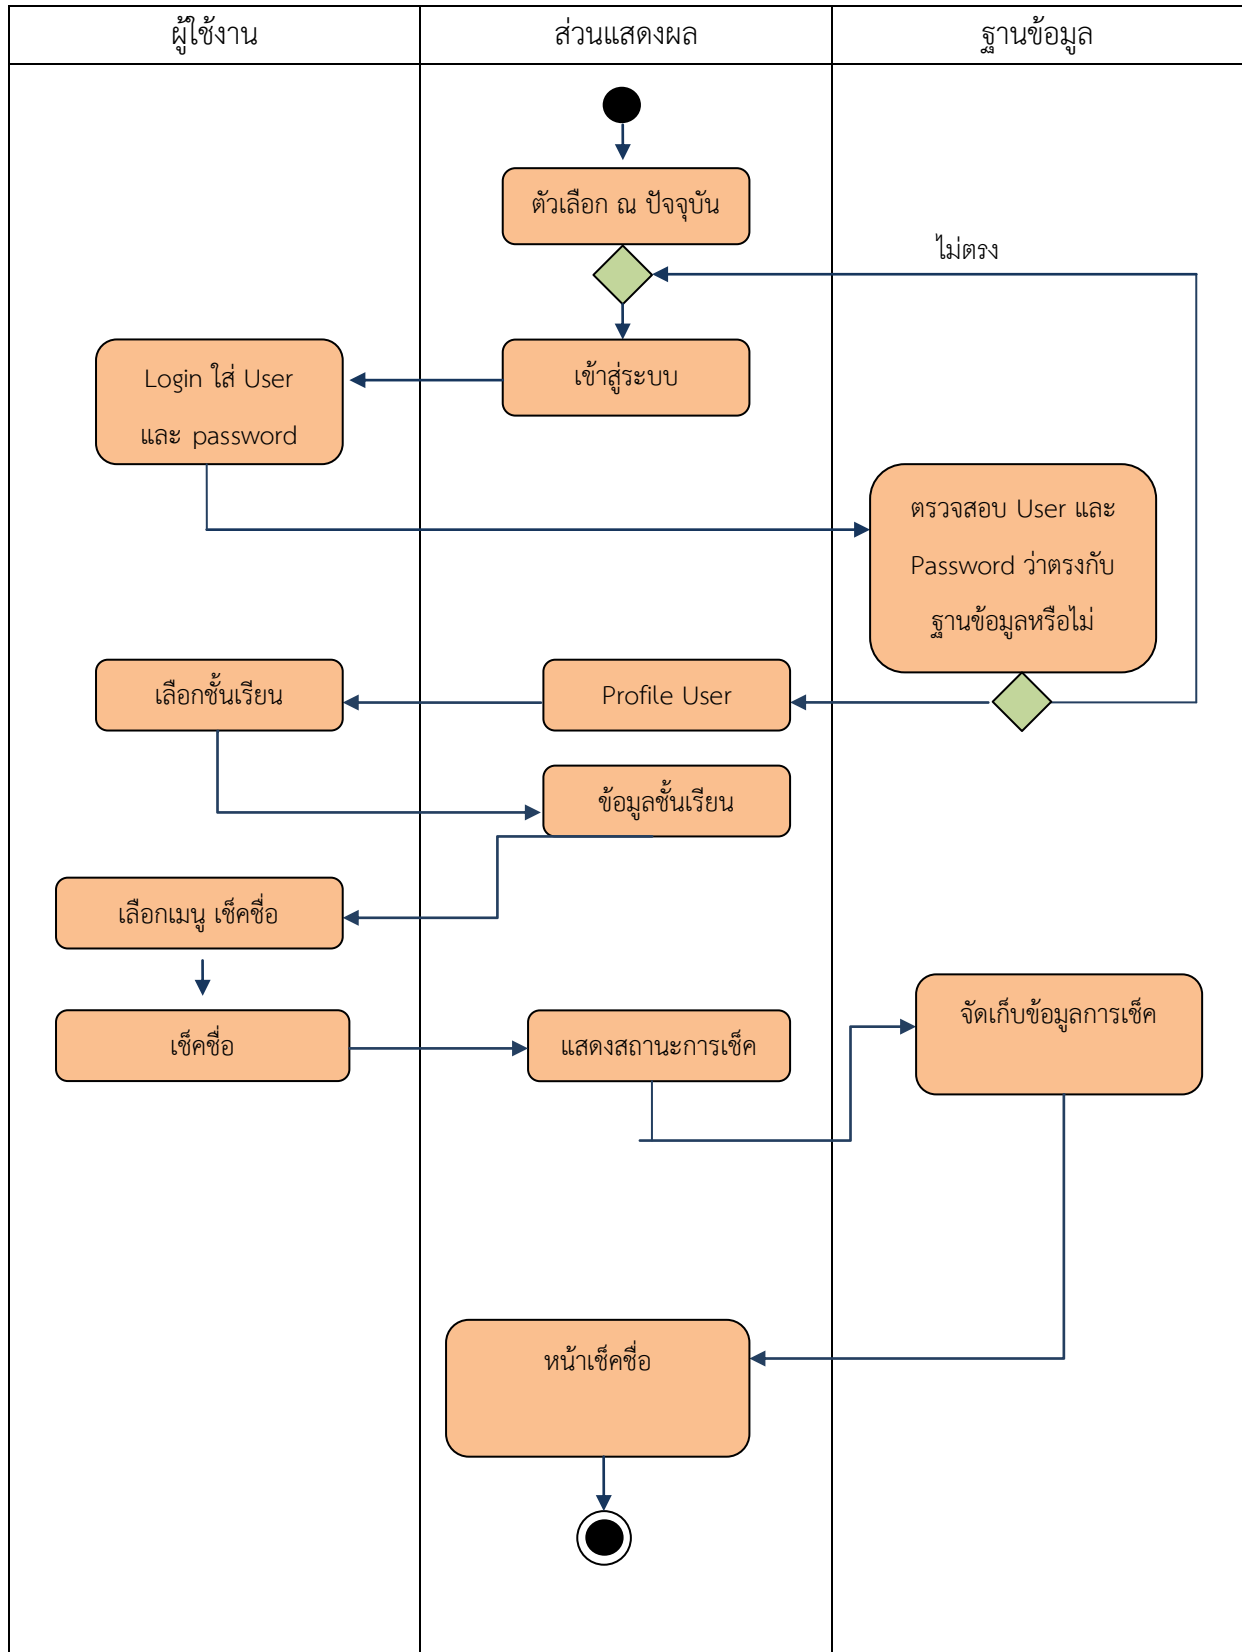 ผู้ใช้งาน
ส่วนแสดงผล
ฐานข้อมูล
ตัวเลือก ณ ปัจจุบัน
ไม่ตรง
เข้าสู่ระบบ
Login ใส่ User
และ password
ตรวจสอบ User และ
Password ว่าตรงกับ
ฐานข้อมูลหรือไม่
Profile User
เลือกชั้นเรียน
ข้อมูลชั้นเรียน
เลือกเมนู เช็คชื่อ
เช็คชื่อ
แสดงสถานะการเช็ค
จัดเก็บข้อมูลการเช็ค
หน้าเช็คชื่อ